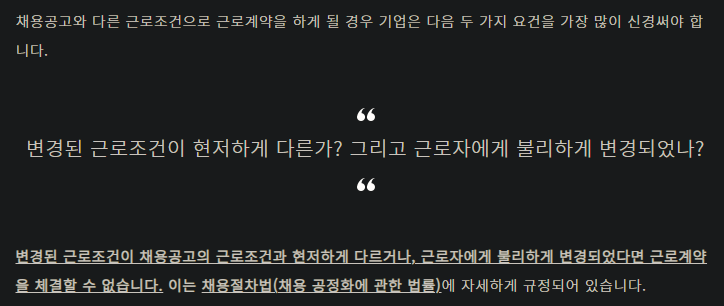 채용공고와 다른 근로조건으로 근로계약을 하게 될 경우 기업은 다음 두 가지 요건을 가장 많이 신경써야 합
니다.
❝
변경된 근로조건이 현저하게 다른가? 그리고 근로자에게 불리하게 변경되었나?
❝
변경된 근로조건이 채용공고의 근로조건과 현저하게 다르거나, 근로자에게 불리하게 변경되었다면 근로계약
을 체결할 수 없습니다. 이는 채용절차법(채용 공정화에 관한 법률)에 자세하게 규정되어 있습니다.